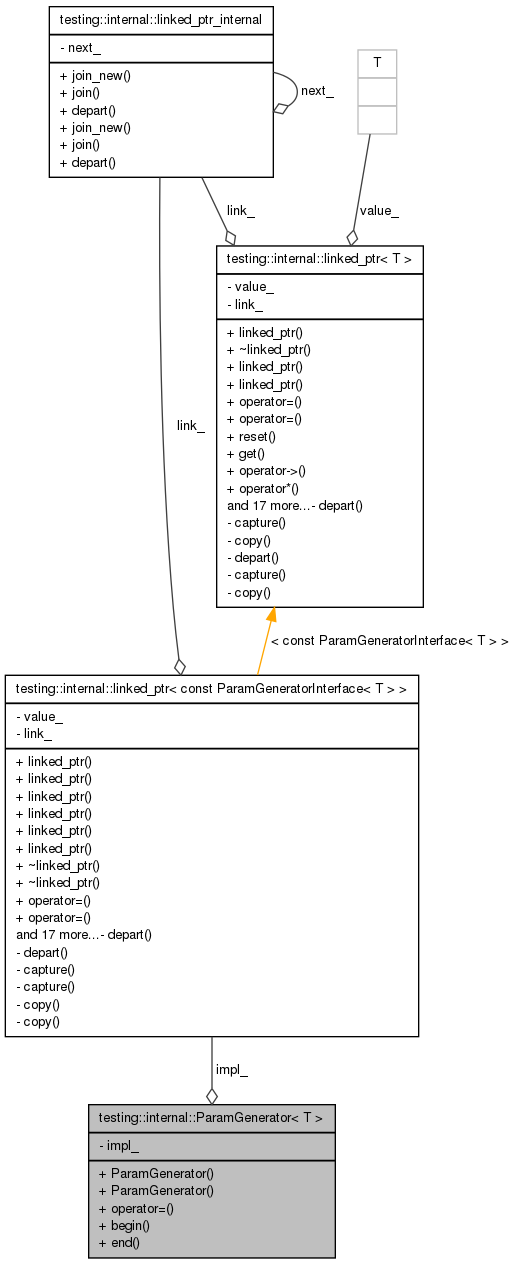 testing::internal::linked_ptr_internal
- next_
+ join_new()
+ join()
+ depart()
+ join_new()
+ join()
+ depart()
next_
T
link_
value_
testing::internal::linked_ptr< T >
- value_
- link_
+ linked_ptr()
+ ~linked_ptr()
+ linked_ptr()
+ linked_ptr()
+ operator=()
+ operator=()
+ reset()
+ get()
+ operator->()
+ operator*()
and 17 more...- depart()
- capture()
- copy()
- depart()
- capture()
- copy()
link_
< const ParamGeneratorInterface< T > >
testing::internal::linked_ptr< const ParamGeneratorInterface< T > >
- value_
- link_
+ linked_ptr()
+ linked_ptr()
+ linked_ptr()
+ linked_ptr()
+ linked_ptr()
+ linked_ptr()
+ ~linked_ptr()
+ ~linked_ptr()
+ operator=()
+ operator=()
and 17 more...- depart()
- depart()
- capture()
- capture()
- copy()
- copy()
impl_
testing::internal::ParamGenerator< T >
- impl_
+ ParamGenerator()
+ ParamGenerator()
+ operator=()
+ begin()
+ end()